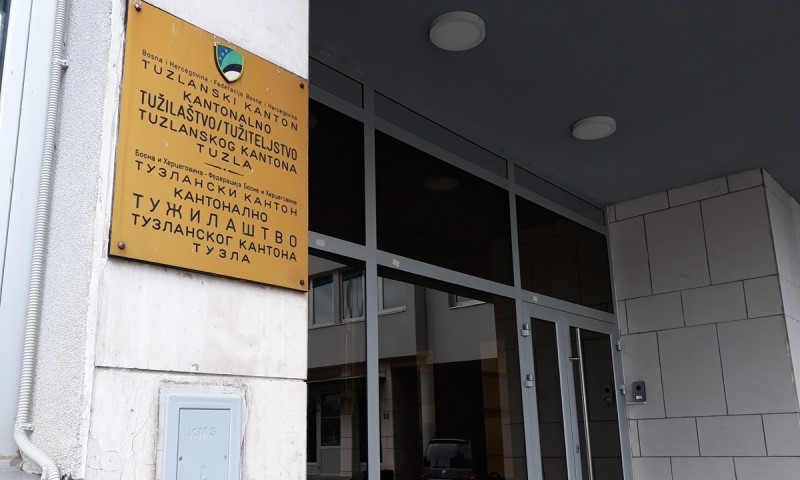 Bosna i Hercegovina - Federacija Bosne i Hercegovine
TUZLANSKI KANTON
KANTONALNO
TUŽILAŠTVO/TUŽITELJSTVO
TUZLANSKOG KANTONA
TUZLA
Босна и Херцеговина - Федерација Босне и Херцеговине
ТУЗЛАНСКИ КАНТОН
КАНТОНАЛНО
ТУЖИЛАШТВО
ТУЗЛАНСКОГ КАНТОНА
ТУЗЛА
KMS